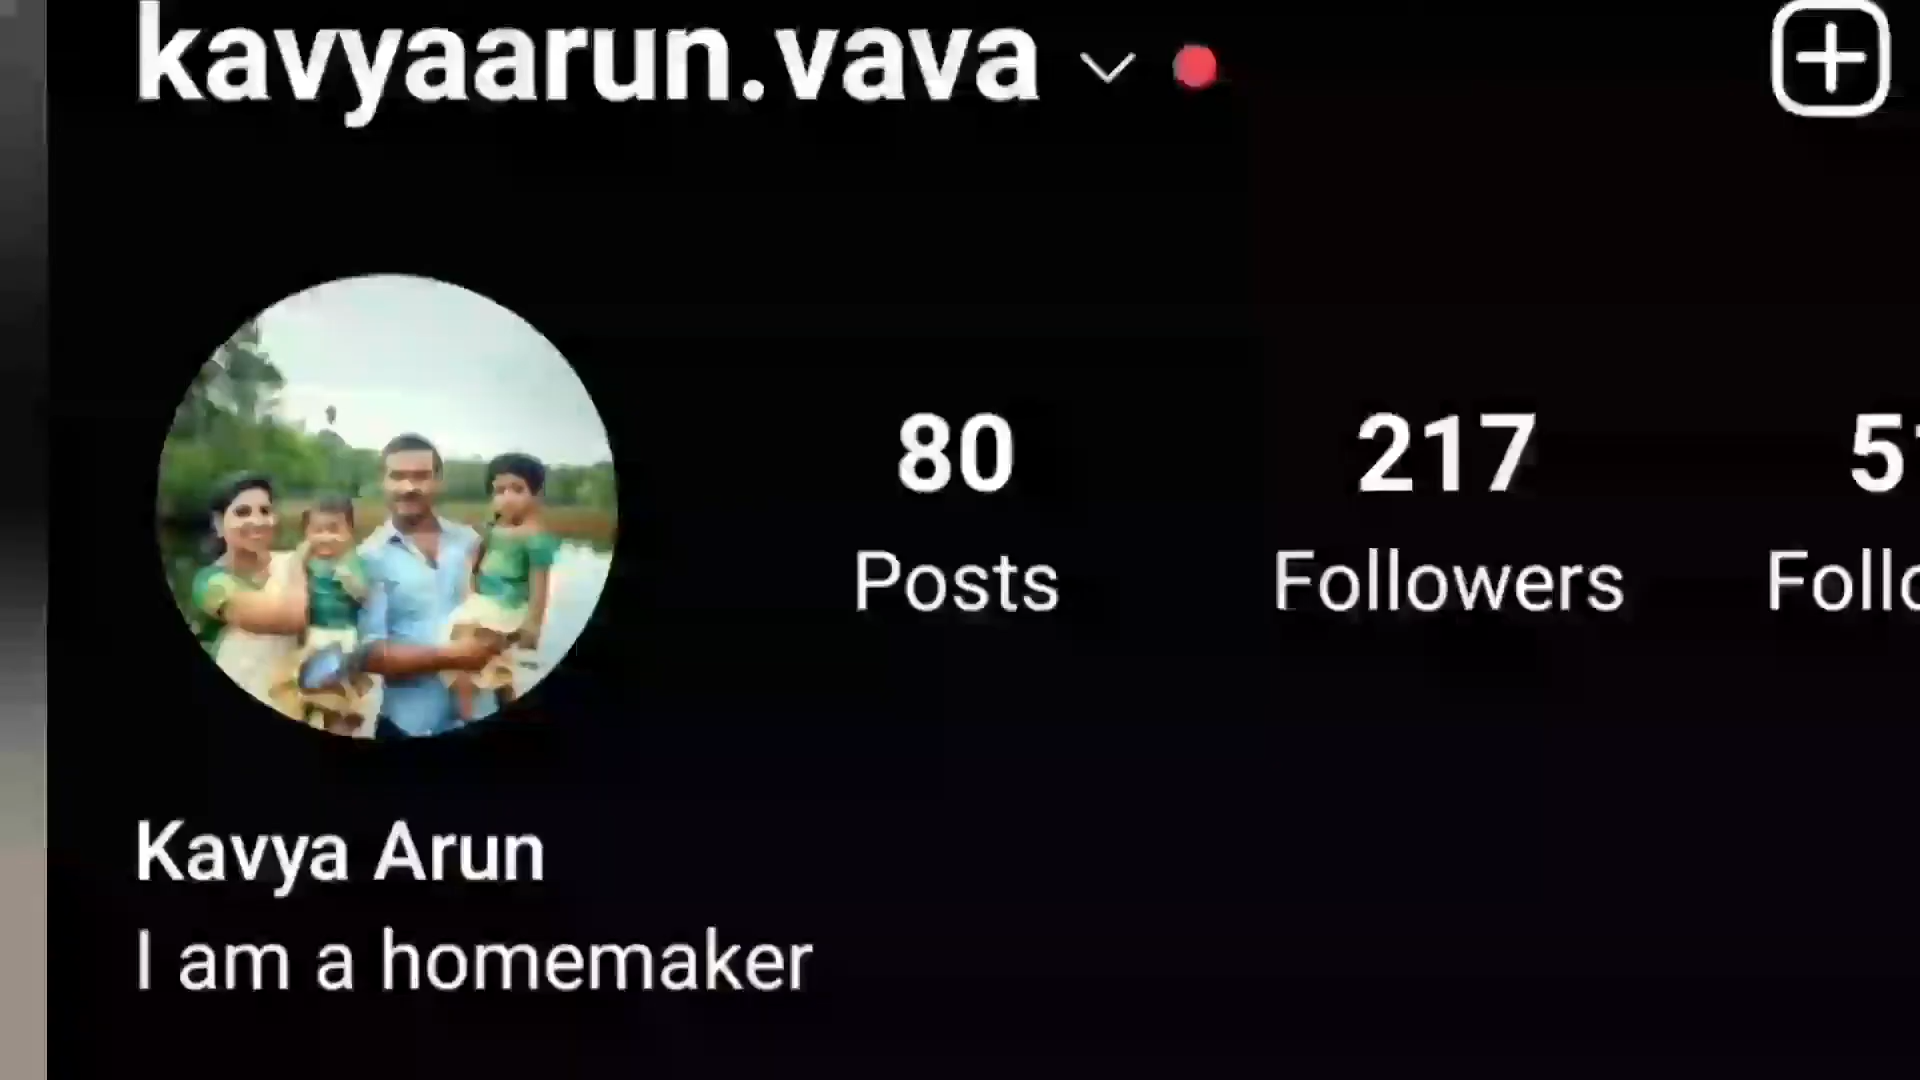 kavyaarun.vava
80 217
Posts Followers
Kavya Arun
I am a homemaker